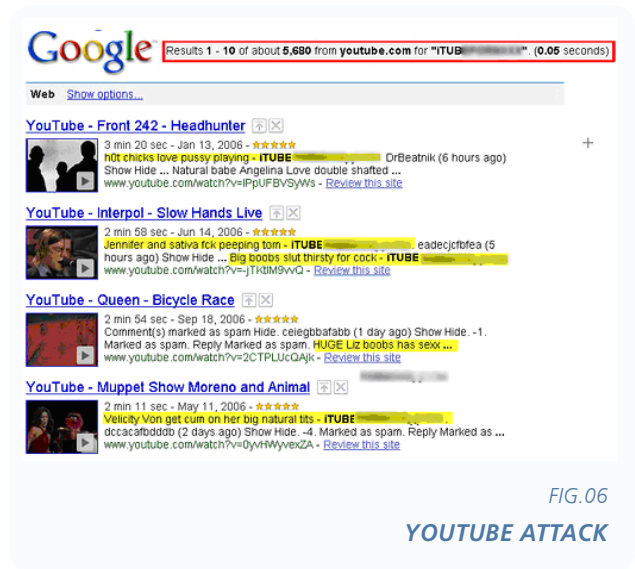 Google
Results 1 - 10 of about 5,680 from youtube.com for "iTUB ". (0.05 seconds)
Web Show options...
YouTube - Front 242 - Headhunter
3 min 20 sec - Jan 13, 2006 -
h0t chicks love pussy playing - iTUBE DrBeatnik (6 hours ago)
Show Hide ... Natural babe Angelina Love double shafted ...
www.youtube.com/watch?v=IPpUFBVSyWs - Review this site
YouTube - Interpol - Slow Hands Live
2 min 58 sec - Jun 14, 2006 -
Jennifer and sativa fck peeping tom - iTUBE eadecjcfbfea (5
hours ago) Show Hide ... Big boobs slut thirsty for cock - iTUBE
www.youtube.com/watch?v=-jTKtlM9vvQ - Review this site
YouTube - Queen - Bicycle Race
2 min 54 sec - Sep 18, 2006 -
Comment(s) marked as spam Hide. ceiegbbafabb (1 day ago) Show Hide. -1.
Marked as spam. Reply Marked as spam. HUGE Liz boobs has sexx ...
www.youtube.com/watch?v=2CTPLUcQAjk - Review this site
YouTube - Muppet Show Moreno and Animal
2 min 11 sec - May 11, 2006 -
Velicity Von get cum on her big natural tits - iTUBE .
dccacafbdddb (2 days ago) Show Hide. -4. Marked as spam. Reply Marked as ...
www.youtube.com/watch?v=0yvHWyvexZA - Review this site
FIG.06
YOUTUBE ATTACK